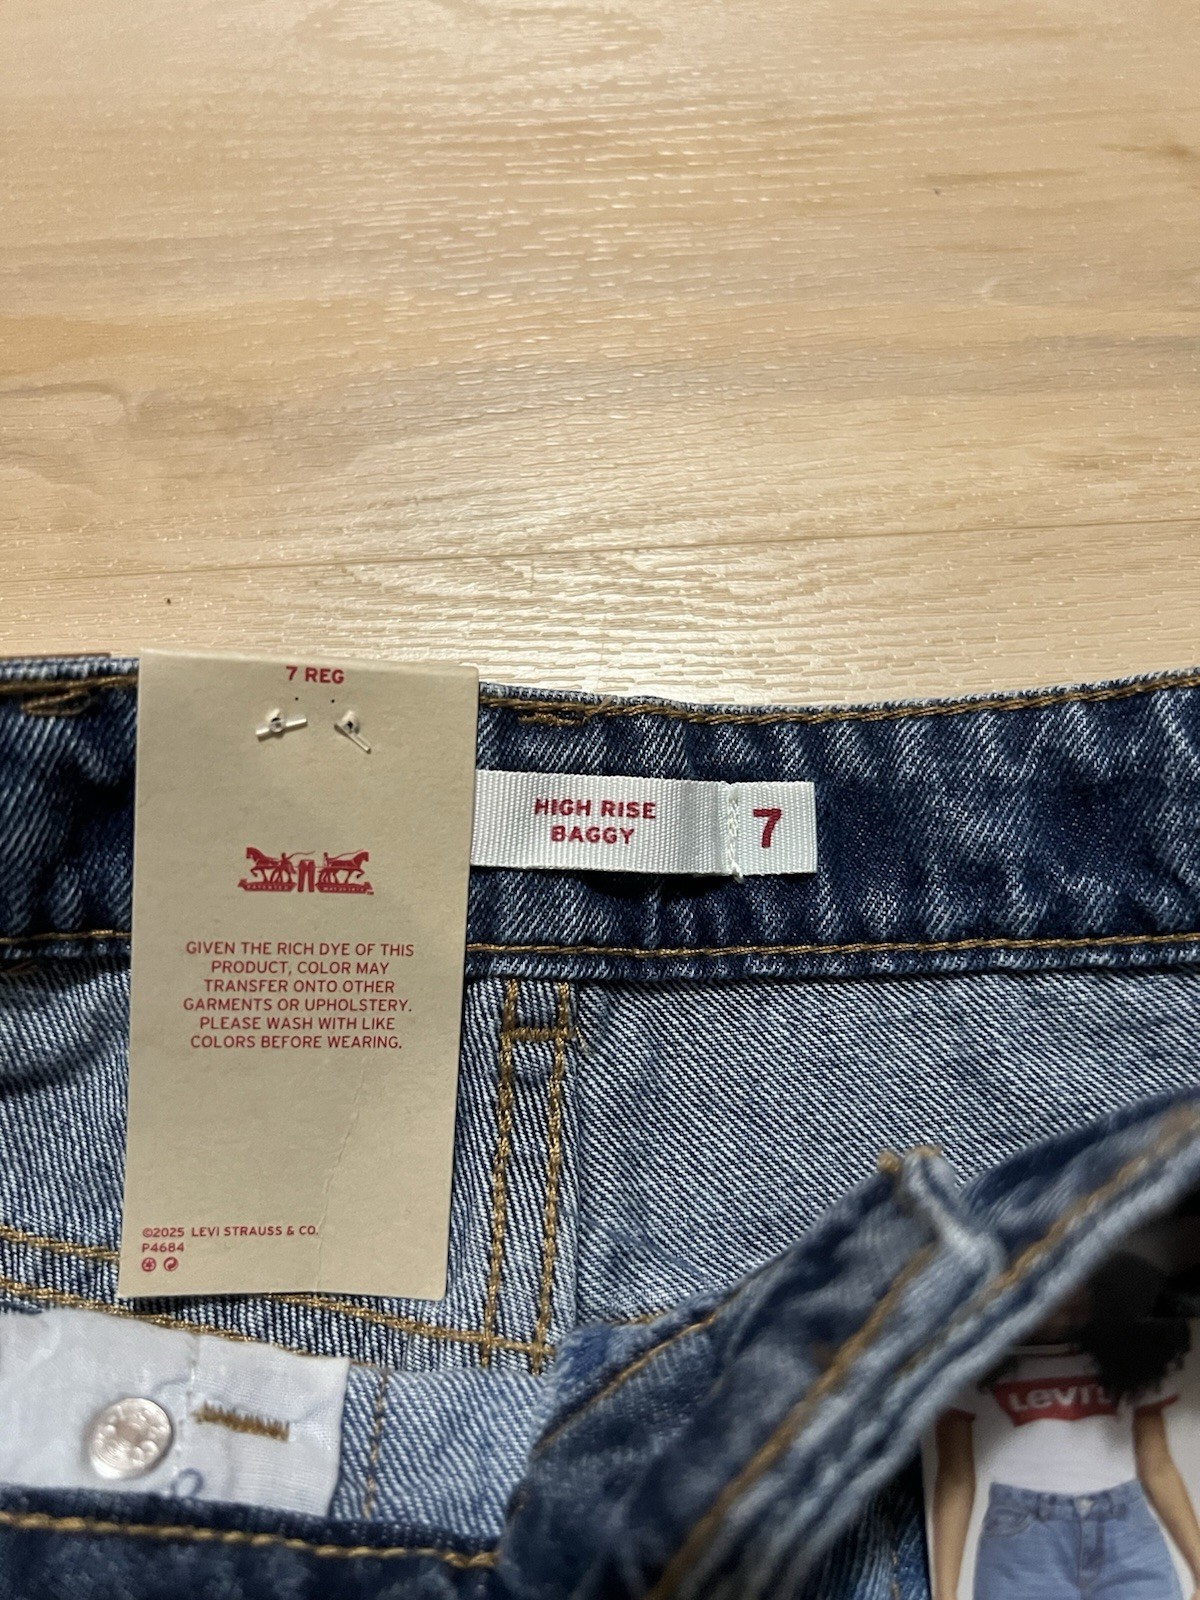 7 REG
HIGH RISE
BAGGY
7
GIVEN THE RICH DYE OF THIS
PRODUCT, COLOR MAY
TRANSFER ONTO OTHER
GARMENTS OR UPHOLSTERY.
PLEASE WASH WITH LIKE
COLORS BEFORE WEARING.
©2025 LEVI STRAUSS & CO.
P4684
Levi's